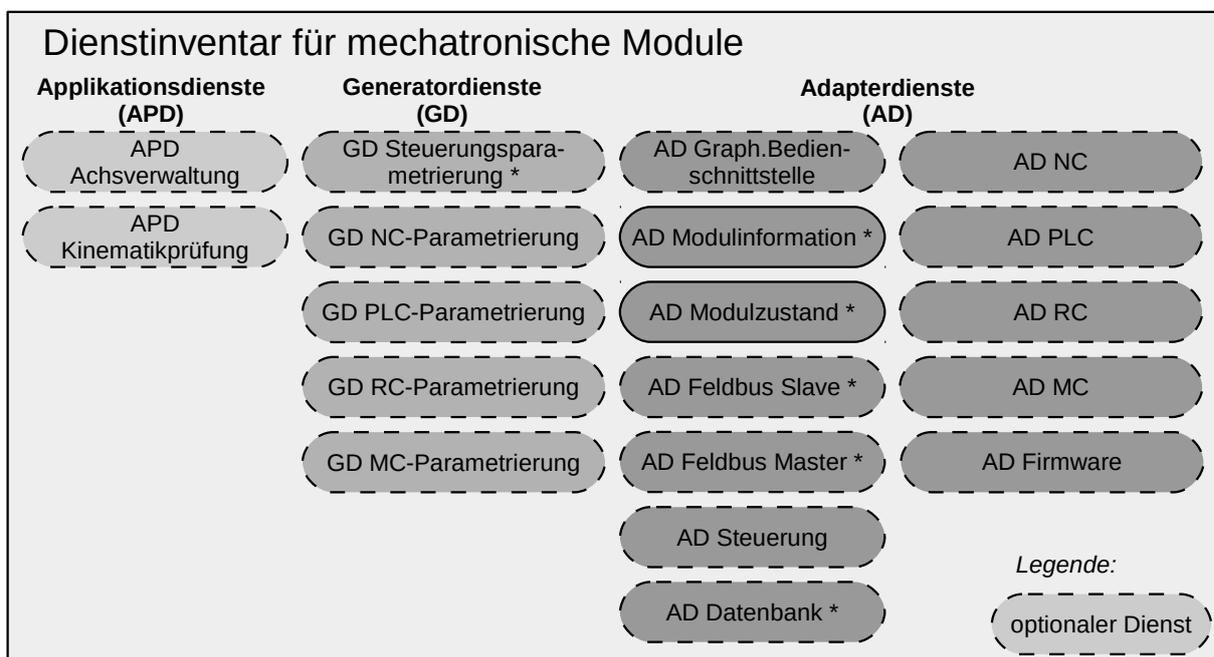 Dienstinventar für mechatronische Module
Applikationsdienste
(APD)
APD
Achsverwaltung
APD
Kinematikprüfung
Generatordienste
(GD)
GD Steuerungspara-
metrierung *
GD NC-Parametrierung
GD PLC-Parametrierung
GD RC-Parametrierung
GD MC-Parametrierung
Adapterdienste
(AD)
AD Graph.Bedien-
schnittstelle
AD Modulinformation *
AD Modulzustand *
AD Feldbus Slave *
AD Feldbus Master *
AD Steuerung
AD Datenbank *
AD NC
AD PLC
AD RC
AD MC
AD Firmware
Legende:
optionaler Dienst